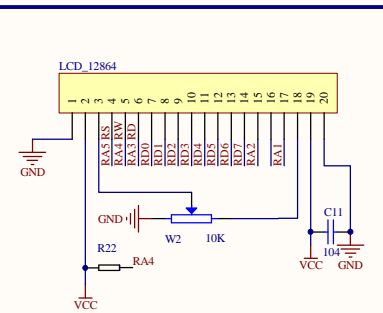 LCD_12864
1 2 3 4 5 6 7 8 9 10 11 12 13 14 15 16 17 18 19 20
RA5 RS
RA4 RW
RA3 RD
RD0
RD1
RD2
RD3
RD4
RD5
RD6
RD7
RA2
RA1
GND
GND
W2
10K
C11
104
VCC
GND
R22
RA4
VCC